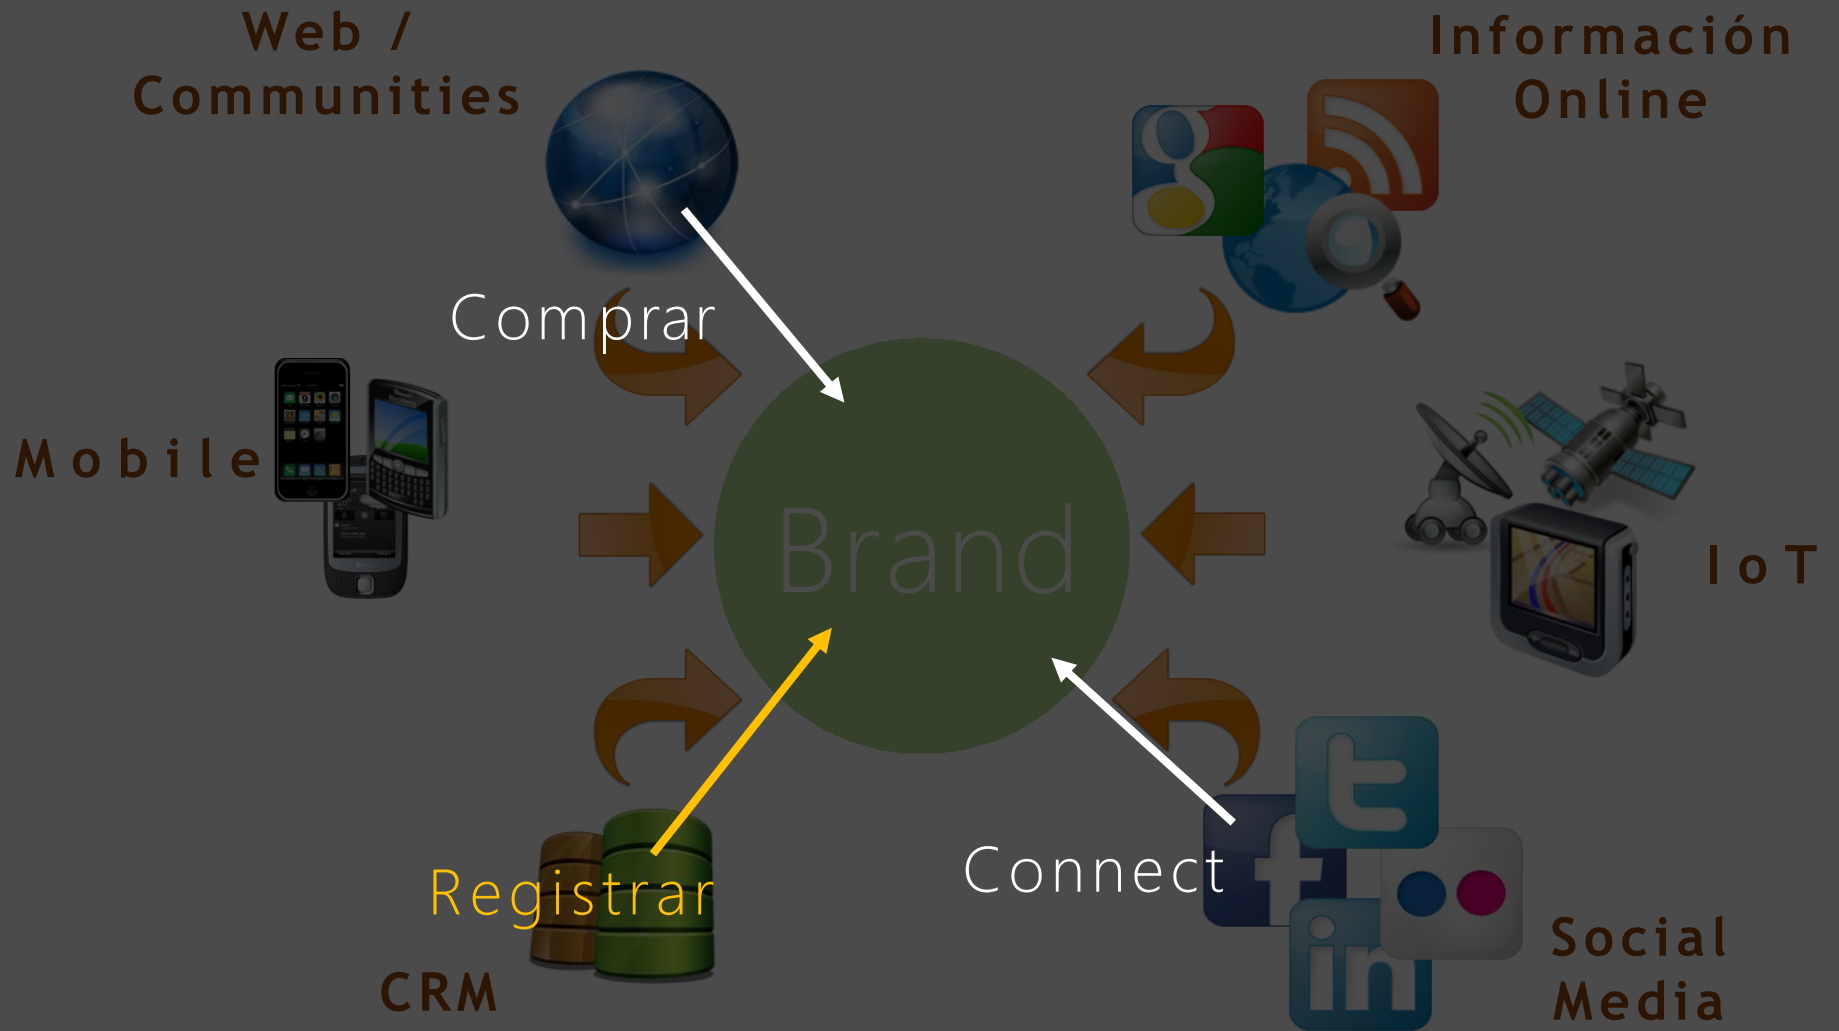 Web /
Communities
Información
Online
Comprar
Mobile
Brand
IoT
Registrar
Connect
CRM
Social
Media